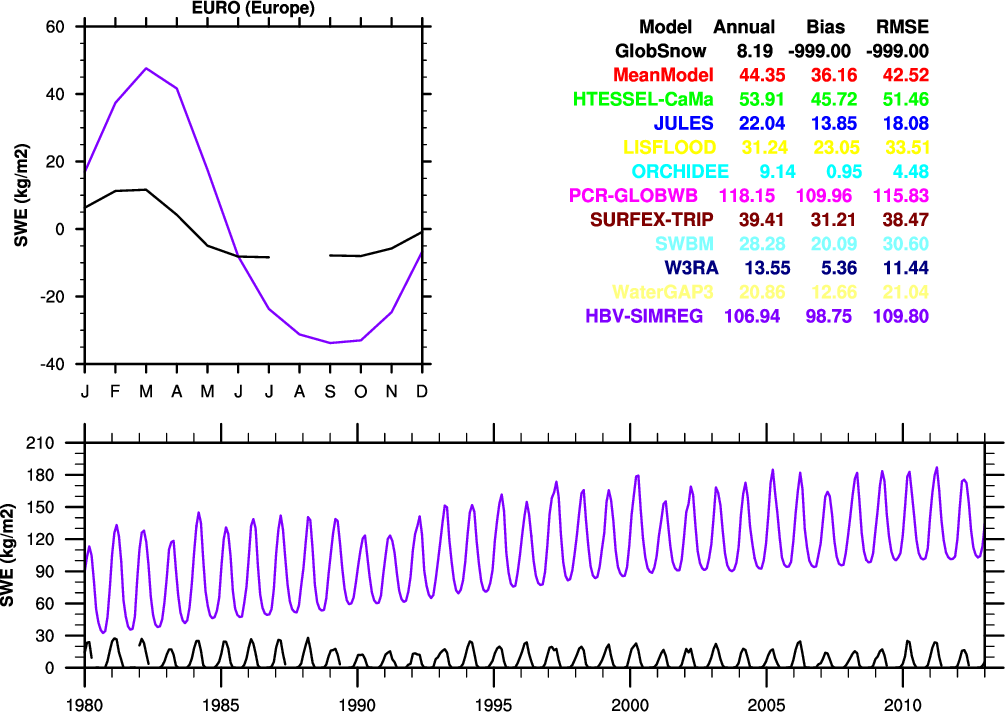 EURO (Europe)
60
40
20
0
-20
-40
SWE (kg/m2)
J F M A M J J A S O N D
Model Annual Bias RMSE
GlobSnow 8.19 -999.00 -999.00
MeanModel 44.35 36.16 42.52
HTESSEL-CaMa 53.91 45.72 51.46
JULES 22.04 13.85 18.08
LISFLOOD 31.24 23.05 33.51
ORCHIDEE 9.14 0.95 4.48
PCR-GLOBWB 118.15 109.96 115.83
SURFEX-TRIP 39.41 31.21 38.47
SWBM 28.28 20.09 30.60
W3RA 13.55 5.36 11.44
WaterGAP3 20.86 12.66 21.04
HBV-SIMREG 106.94 98.75 109.80
210
180
150
120
90
60
30
0
SWE (kg/m2)
1980 1985 1990 1995 2000 2005 2010